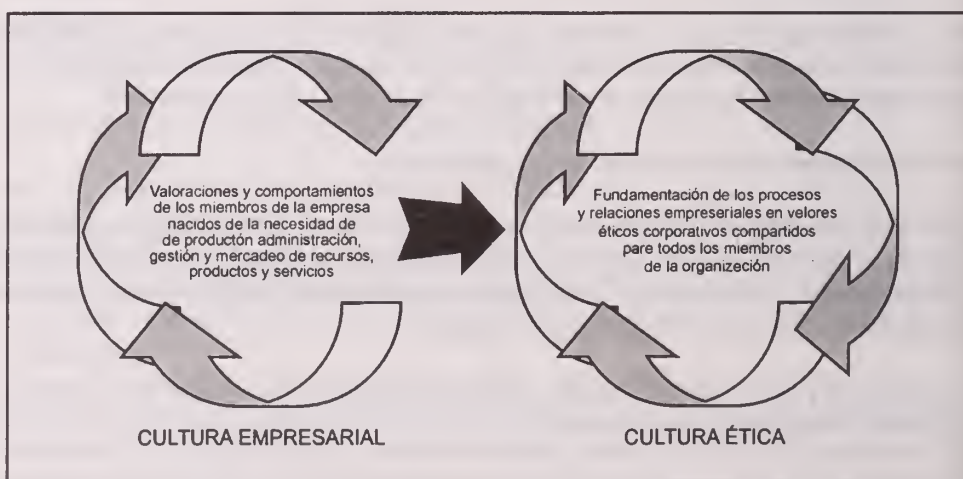 Valoraciones y comportamientos
de los miembros de la empresa
nacidos de la necesidad de
de productón administración,
gestión y mercadeo de recursos,
productos y servicios
CULTURA EMPRESARIAL
Fundamentación de los procesos
y relaciones empreseriales en velores
éticos corporativos compartidos
pare todos los miembros
de la organizeción
CULTURA ÉTICA